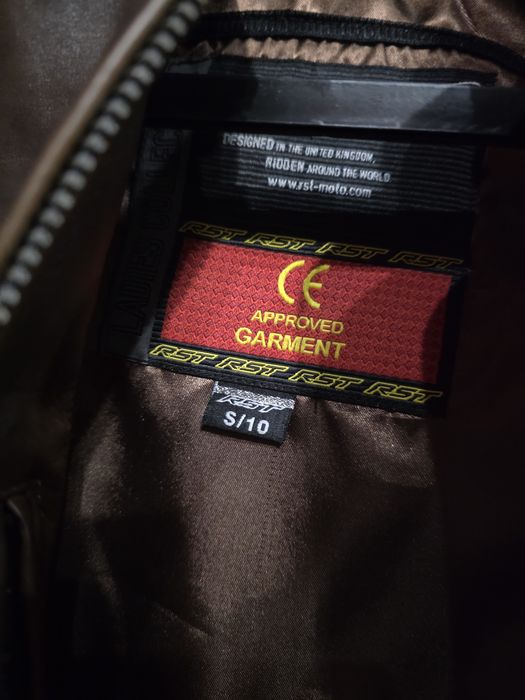 DESIGNED IN THE UNITED KINGDOM,
RIDDEN AROUND THE WORLD
www.rst-moto.com
RST RST RST RST
CE
APPROVED
GARMENT
RST RST RST RST
RST
S/10
LADIES